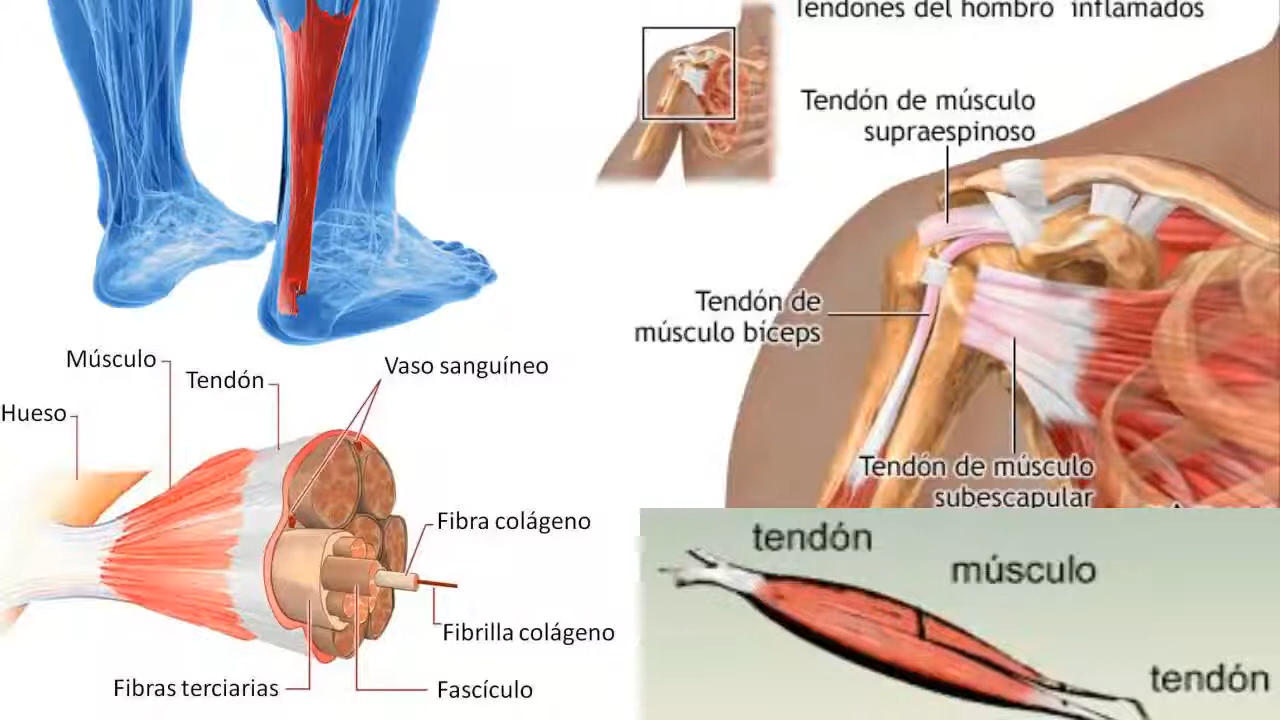 Tendones del hombro inflamados
Tendón de músculo
supraespinoso
Tendón de
músculo bíceps
Tendón de músculo
subescapular
Músculo
Tendón
Vaso sanguíneo
Hueso
Fibra colágeno
Fibrilla colágeno
Fibras terciarias
Fascículo
tendón
músculo
tendón